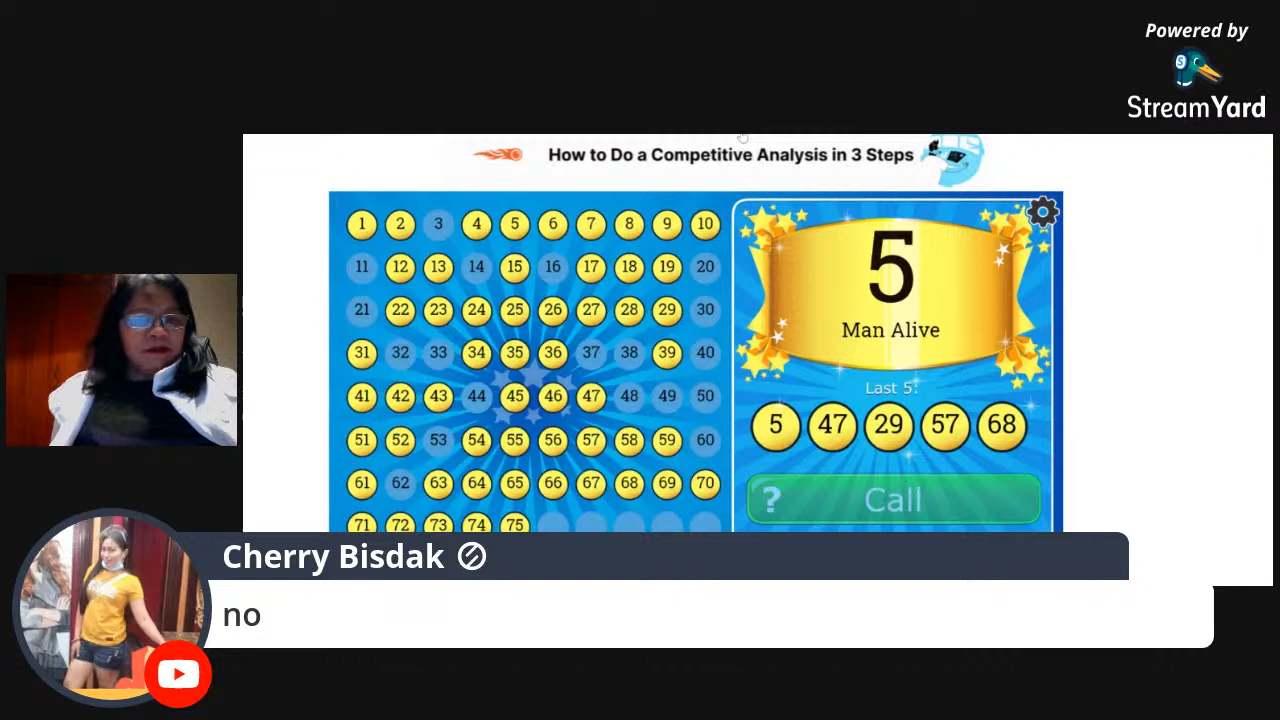 Powered by
StreamYard
How to Do a Competitive Analysis in 3 Steps
1 2 3 4 5 6 7 8 9 10
11 12 13 14 15 16 17 18 19 20
21 22 23 24 25 26 27 28 29 30
31 32 33 34 35 36 37 38 39 40
41 42 43 44 45 46 47 48 49 50
51 52 53 54 55 56 57 58 59 60
61 62 63 64 65 66 67 68 69 70
71 72 73 74 75
5
Man Alive
Last 5:
5 47 29 57 68
? Call
Cherry Bisdak
no